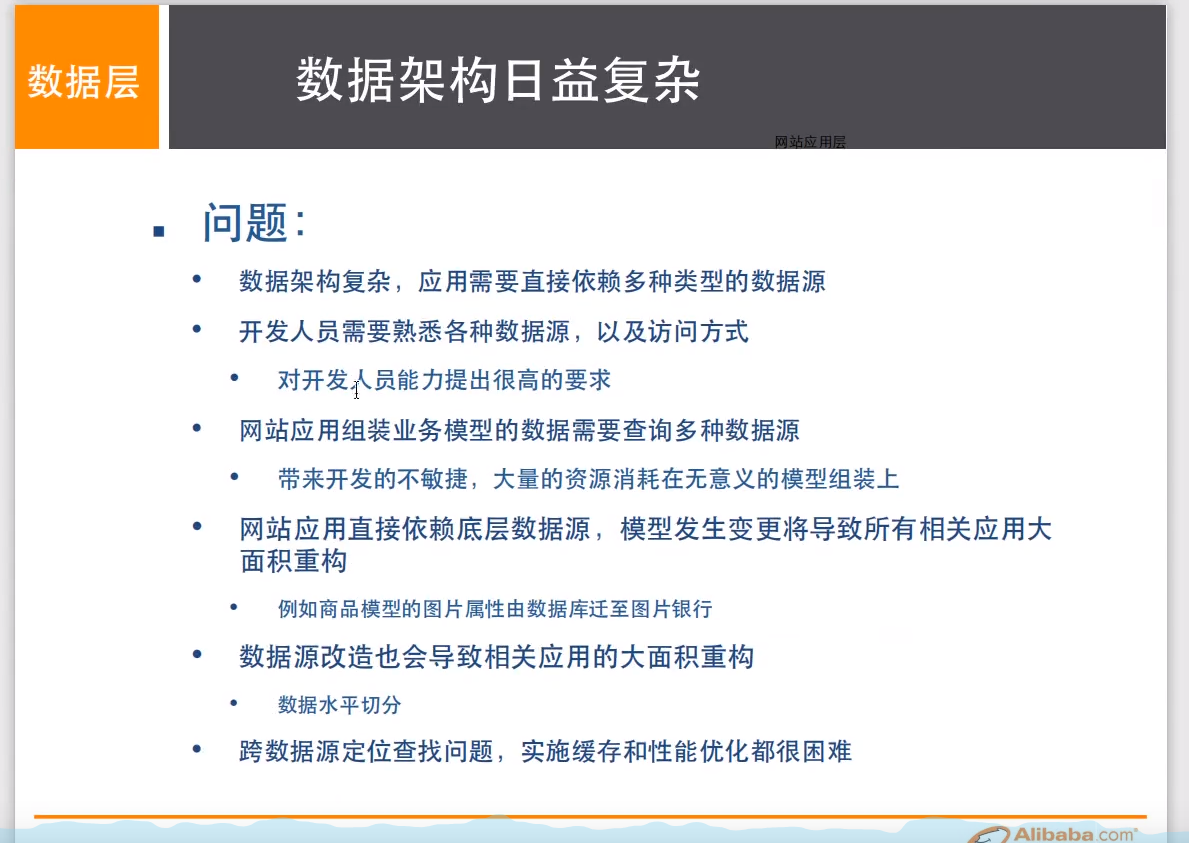 数据层
数据架构日益复杂
网站应用层
问题：
数据架构复杂，应用需要直接依赖多种类型的数据源
开发人员需要熟悉各种数据源，以及访问方式
对开发人员能力提出很高的要求
网站应用组装业务模型的数据需要查询多种数据源
带来开发的不敏捷，大量的资源消耗在无意义的模型组装上
网站应用直接依赖底层数据源，模型发生变更将导致所有相关应用大
面积重构
例如商品模型的图片属性由数据库迁至图片银行
数据源改造也会导致相关应用的大面积重构
数据水平切分
跨数据源定位查找问题，实施缓存和性能优化都很困难
Alibaba.com